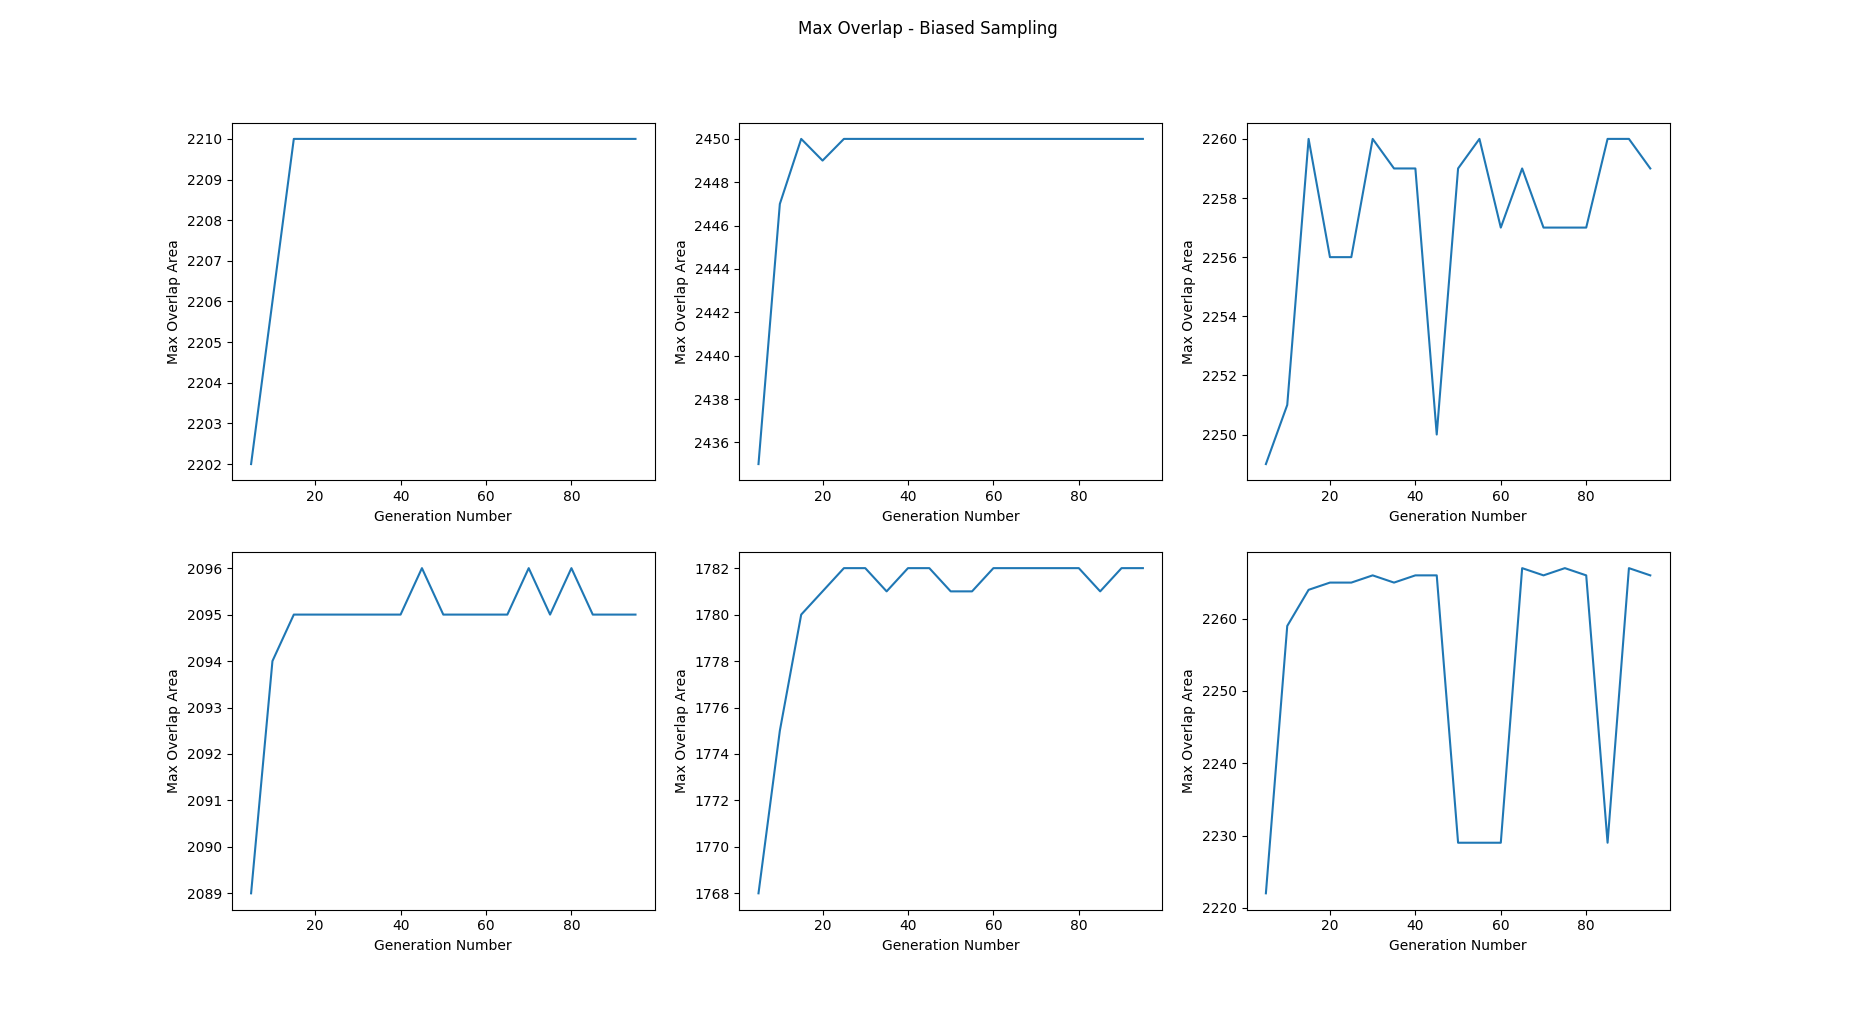 Max Overlap - Biased Sampling
2210
2209
2208
2207
2206
2205
2204
2203
2202
Max Overlap Area
20 40 60 80
Generation Number
2450
2448
2446
2444
2442
2440
2438
2436
Max Overlap Area
20 40 60 80
Generation Number
2260
2258
2256
2254
2252
2250
Max Overlap Area
20 40 60 80
Generation Number
2096
2095
2094
2093
2092
2091
2090
2089
Max Overlap Area
20 40 60 80
Generation Number
1782
1780
1778
1776
1774
1772
1770
1768
Max Overlap Area
20 40 60 80
Generation Number
2260
2250
2240
2230
2220
Max Overlap Area
20 40 60 80
Generation Number